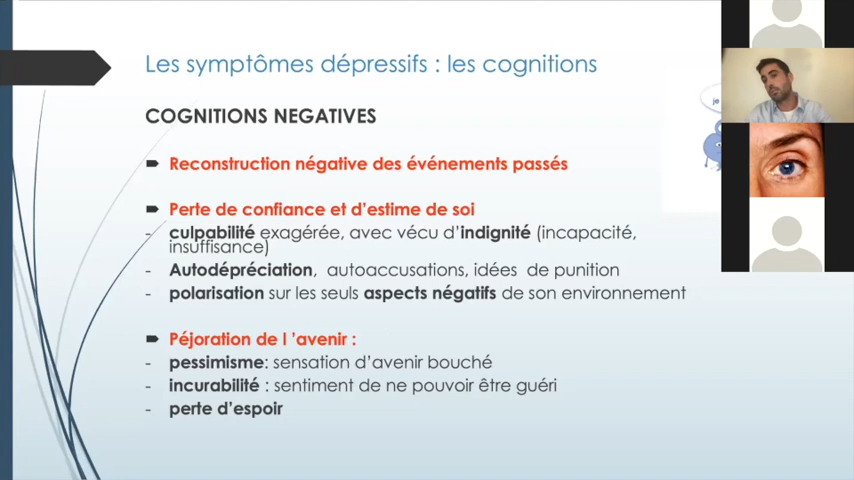 Les symptômes dépressifs : les cognitions
COGNITIONS NEGATIVES
Reconstruction négative des événements passés
Perte de confiance et d'estime de soi
- culpabilité exagérée, avec vécu d'indignité (incapacité,
insuffisance)
- Autodépréciation, autoaccusations, idées de punition
- polarisation sur les seuls aspects négatifs de son environnement
Péjoration de l 'avenir :
- pessimisme: sensation d'avenir bouché
- incurabilité : sentiment de ne pouvoir être guéri
- perte d'espoir
je